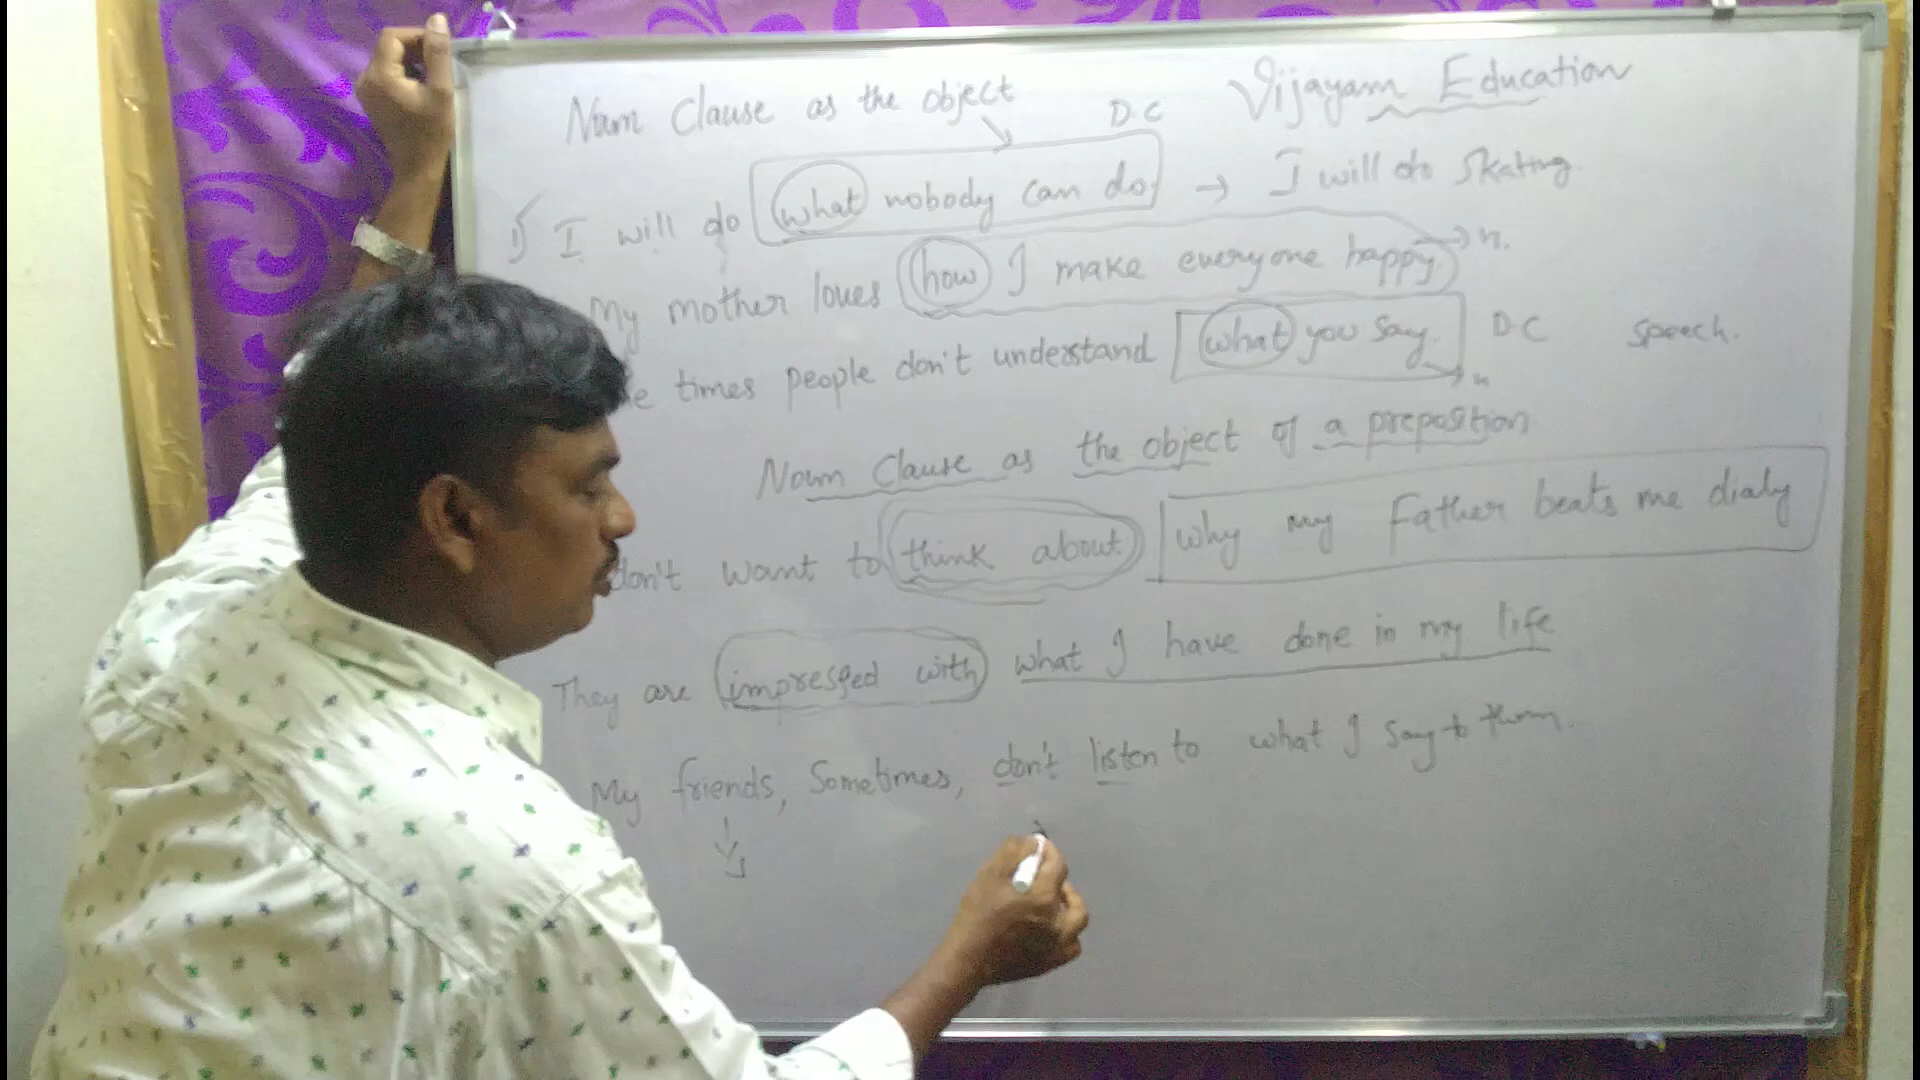 Noun Clause as the object
D.C
Vijayam Education
1) I will do what nobody can do. → I will do skating.
My mother loves how I make everyone happy. → n.
e times people don't understand what you say. D C speech.
n
Noun Clause as the object of a preposition
don't want to think about why my Father beats me dialy
They are impressed with what I have done in my life
My friends, Sometimes, don't listen to what I say to them.
↓
S